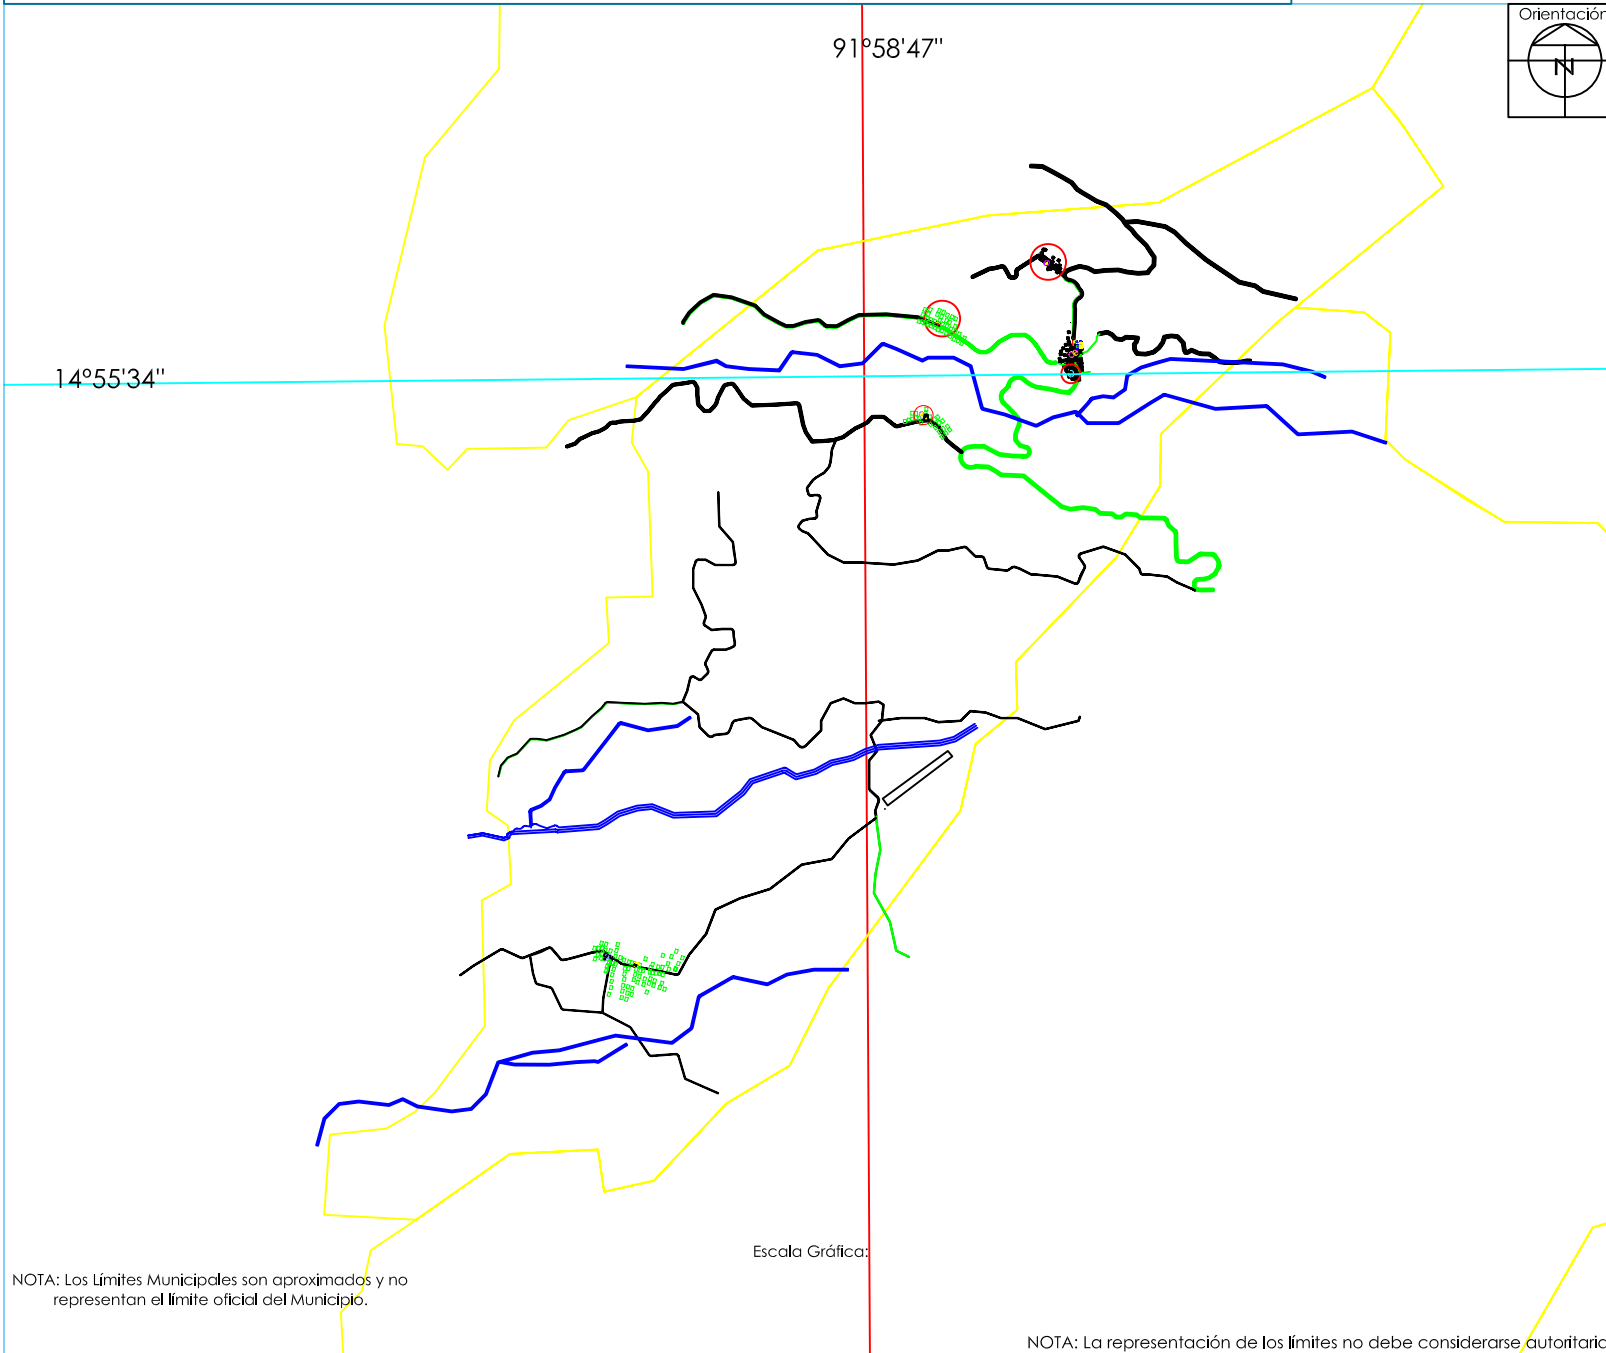 Orientación
91°58'47"
N
14°55'34"
Escala Gráfica:
NOTA: Los Límites Municipales son aproximados y no
representan el límite oficial del Municipio.
NOTA: La representación de los límites no debe considerarse autoritaria